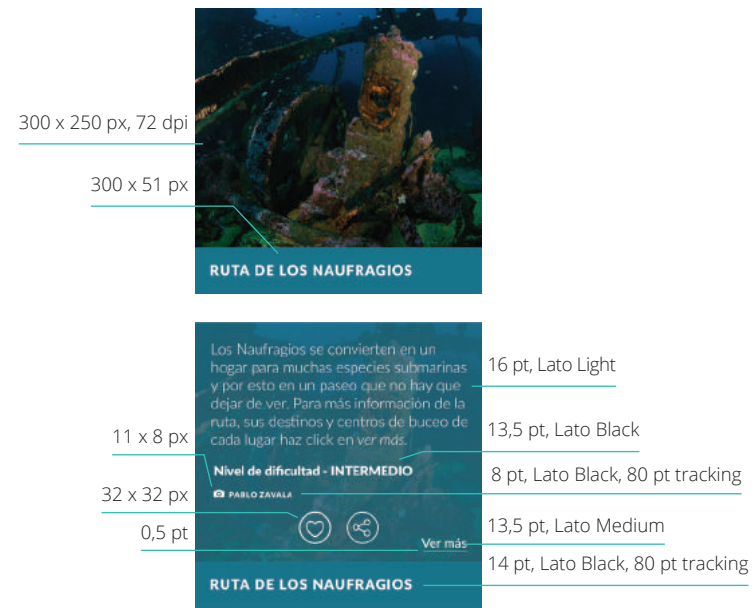 300 x 250 px, 72 dpi
300 x 51 px
RUTA DE LOS NAUFRAGIOS
Los Naufragios se convierten en un
hogar para muchas especies submarinas
y por esto en un paseo que no hay que
dejar de ver. Para más información de la
ruta, sus destinos y centros de buceo de
cada lugar haz click en ver más.
16 pt, Lato Light
13,5 pt, Lato Black
11 x 8 px
Nivel de dificultad - INTERMEDIO
8 pt, Lato Black, 80 pt tracking
PABLO ZAVALA
32 x 32 px
0,5 pt
Ver más
13,5 pt, Lato Medium
14 pt, Lato Black, 80 pt tracking
RUTA DE LOS NAUFRAGIOS